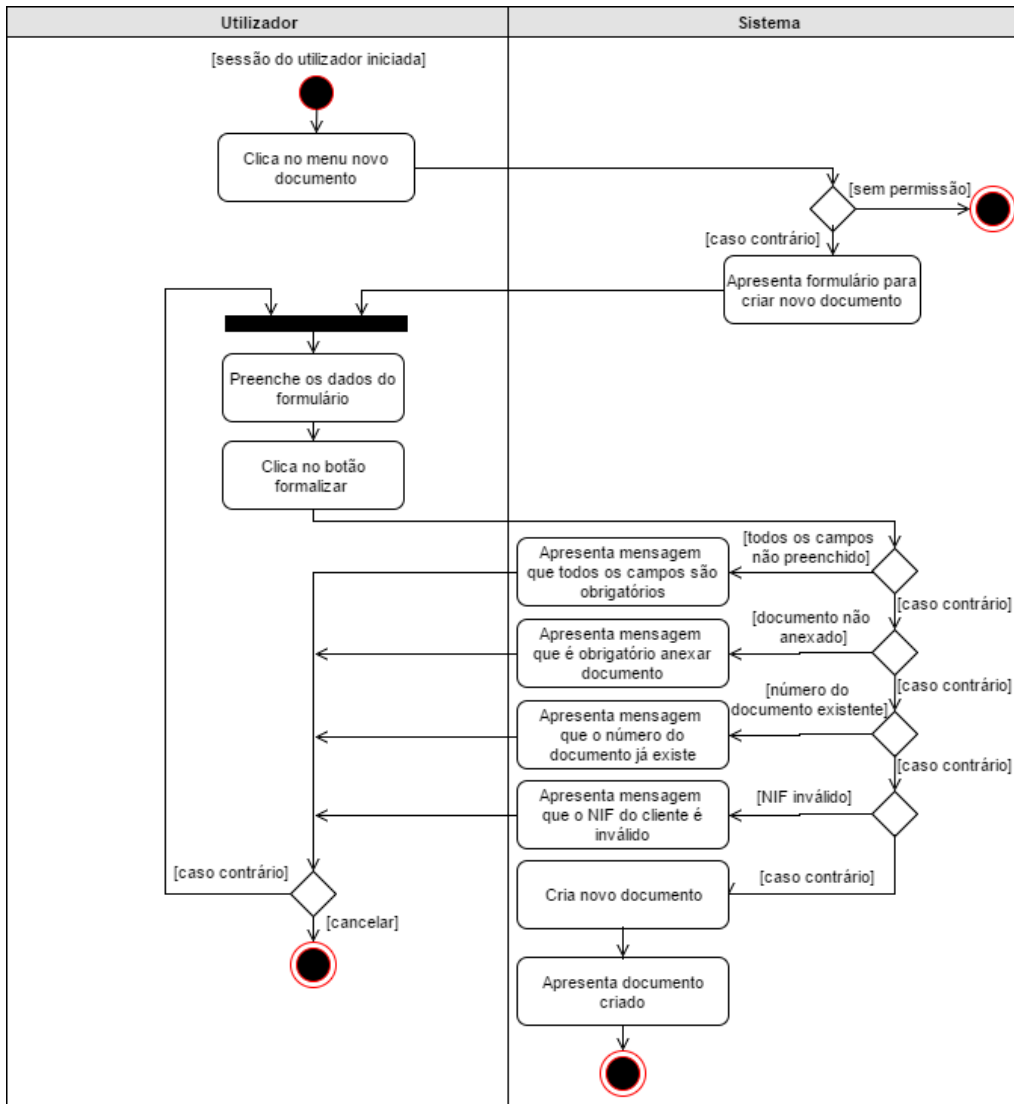 Utilizador
Sistema
[sessão do utilizador iniciada]
Clica no menu novo
documento
[sem permissão]
[caso contrário]
Apresenta formulário para
criar novo documento
Preenche os dados do
formulário
Clica no botão
formalizar
[todos os campos
não preenchido]
Apresenta mensagem
que todos os campos são
obrigatórios
[caso contrário]
[documento não
anexado]
Apresenta mensagem
que é obrigatório anexar
documento
[caso contrário]
[número do
documento existente]
Apresenta mensagem
que o número do
documento já existe
[caso contrário]
[NIF inválido]
Apresenta mensagem
que o NIF do cliente é
inválido
[caso contrário]
[caso contrário]
Cria novo documento
[cancelar]
Apresenta documento
criado